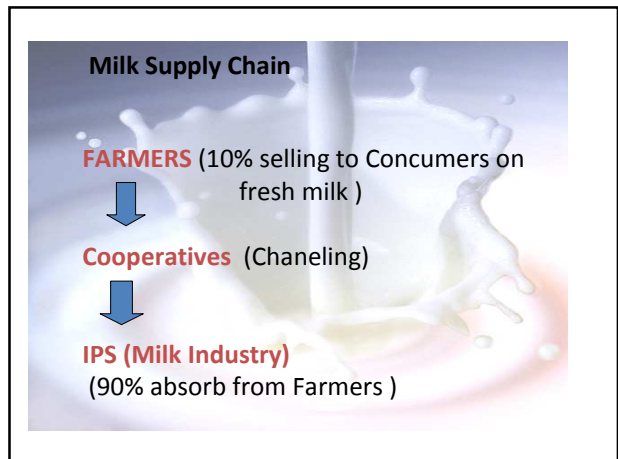 Milk Supply Chain
FARMERS (10% selling to Concumers on
fresh milk )
Cooperatives (Chaneling)
IPS (Milk Industry)
(90% absorb from Farmers )